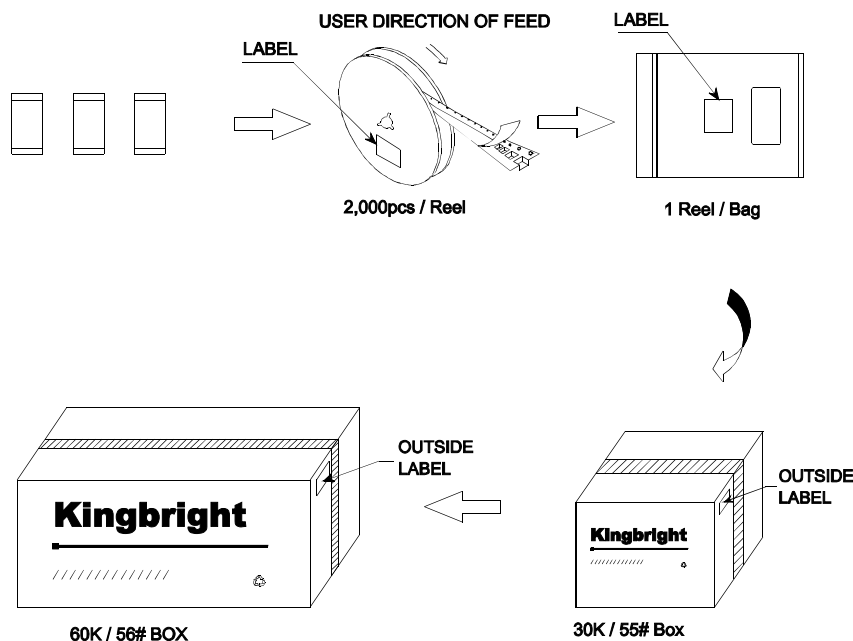 USER DIRECTION OF FEED
LABEL
LABEL
2,000pcs / Reel
1 Reel / Bag
OUTSIDE
LABEL
Kingbright
60K / 56# BOX
OUTSIDE
LABEL
Kingbright
30K / 55# Box